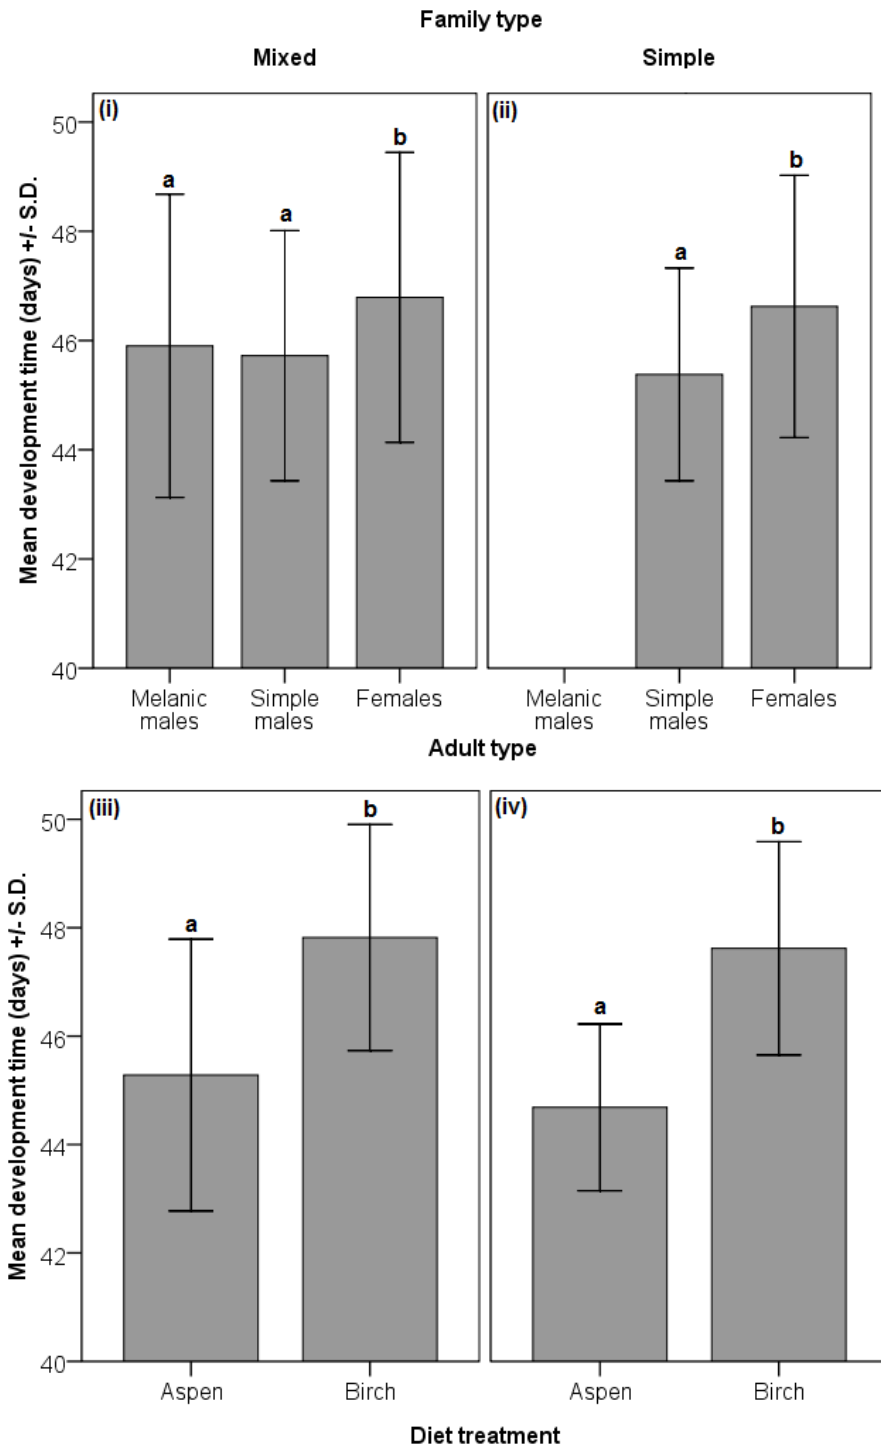 Family type
Mixed Simple
(i) (ii)
50
48
46
44
42
40
Mean development time (days) +/- S.D.
a a b
a b
Melanic males Simple males Females
Melanic males Simple males Females
Adult type
(iii) (iv)
50
48
46
44
42
40
Mean development time (days) +/- S.D.
a b
a b
Aspen Birch Aspen Birch
Diet treatment